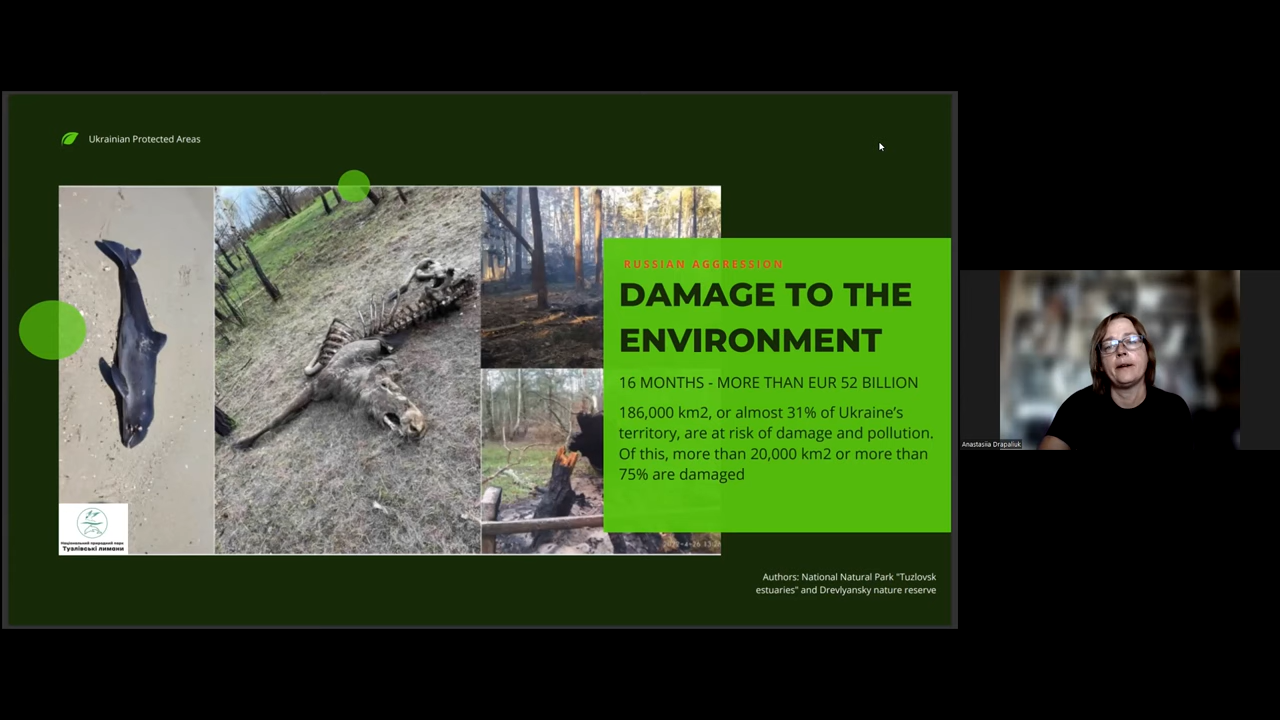 Ukrainian Protected Areas
RUSSIAN AGGRESSION
DAMAGE TO THE
ENVIRONMENT
16 MONTHS - MORE THAN EUR 52 BILLION
186,000 km2, or almost 31% of Ukraine's
territory, are at risk of damage and pollution.
Of this, more than 20,000 km2 or more than
75% are damaged
Національний природний парк
Тузлівські лимани
Authors: National Natural Park "Tuzlovsk
estuaries" and Drevlyansky nature reserve
Anastasiia Drapaliuk